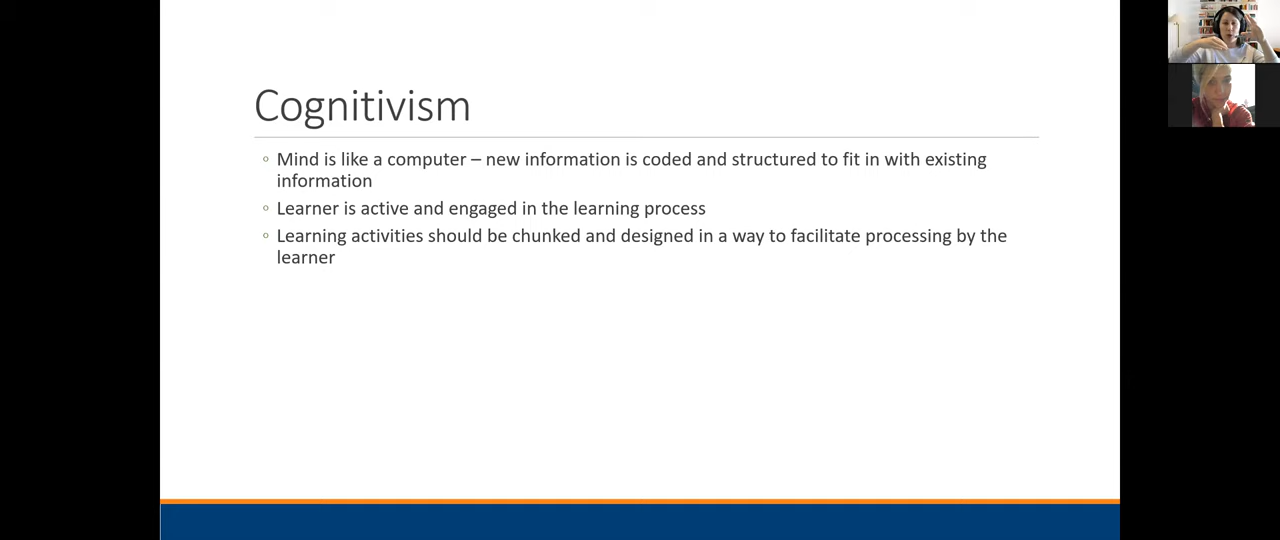 Cognitivism
Mind is like a computer – new information is coded and structured to fit in with existing
information
Learner is active and engaged in the learning process
Learning activities should be chunked and designed in a way to facilitate processing by the
learner